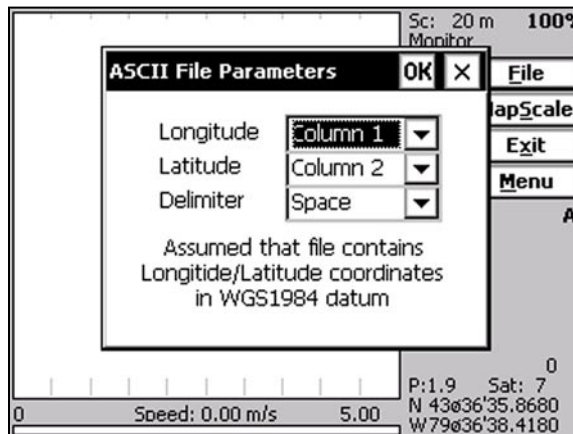 Sc: 20 m 100%
Monitor
ASCII File Parameters OK ×
File
Longitude Column 1
apScale
Latitude Column 2
Exit
Delimiter Space
Menu
Assumed that file contains
Longitide/Latitude coordinates
in WGS1984 datum
0
P:1.9 Sat: 7
N 43ø36'35.8680
W79ø36'38.4180
0 Speed: 0.00 m/s 5.00